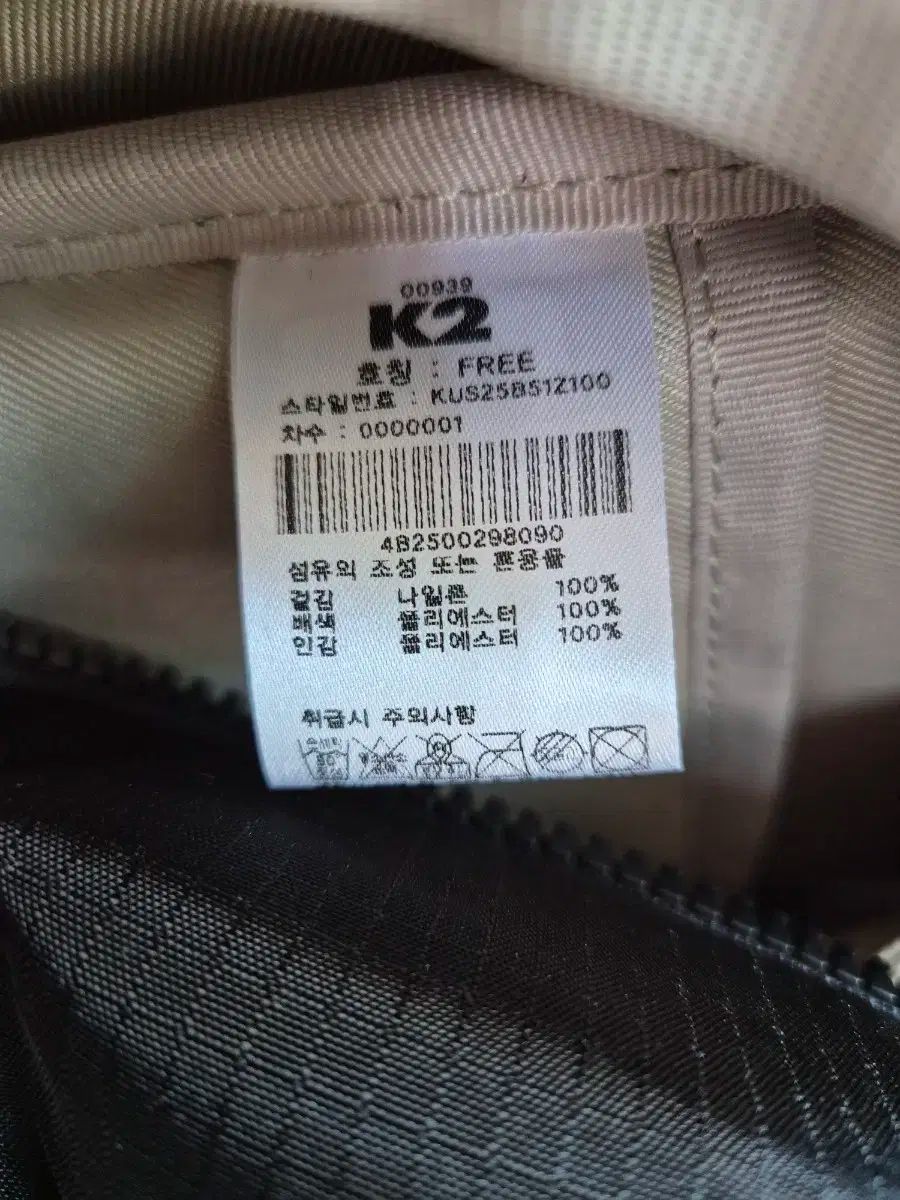 00939
K2
호칭 : FREE
스타일번호 : KUS25B51Z100
차수 : 0000001
4B2500298090
섬유의 조성 또는 혼용율
겉감 나일론 100%
배색 폴리에스터 100%
안감 폴리에스터 100%
취급시 주의사항